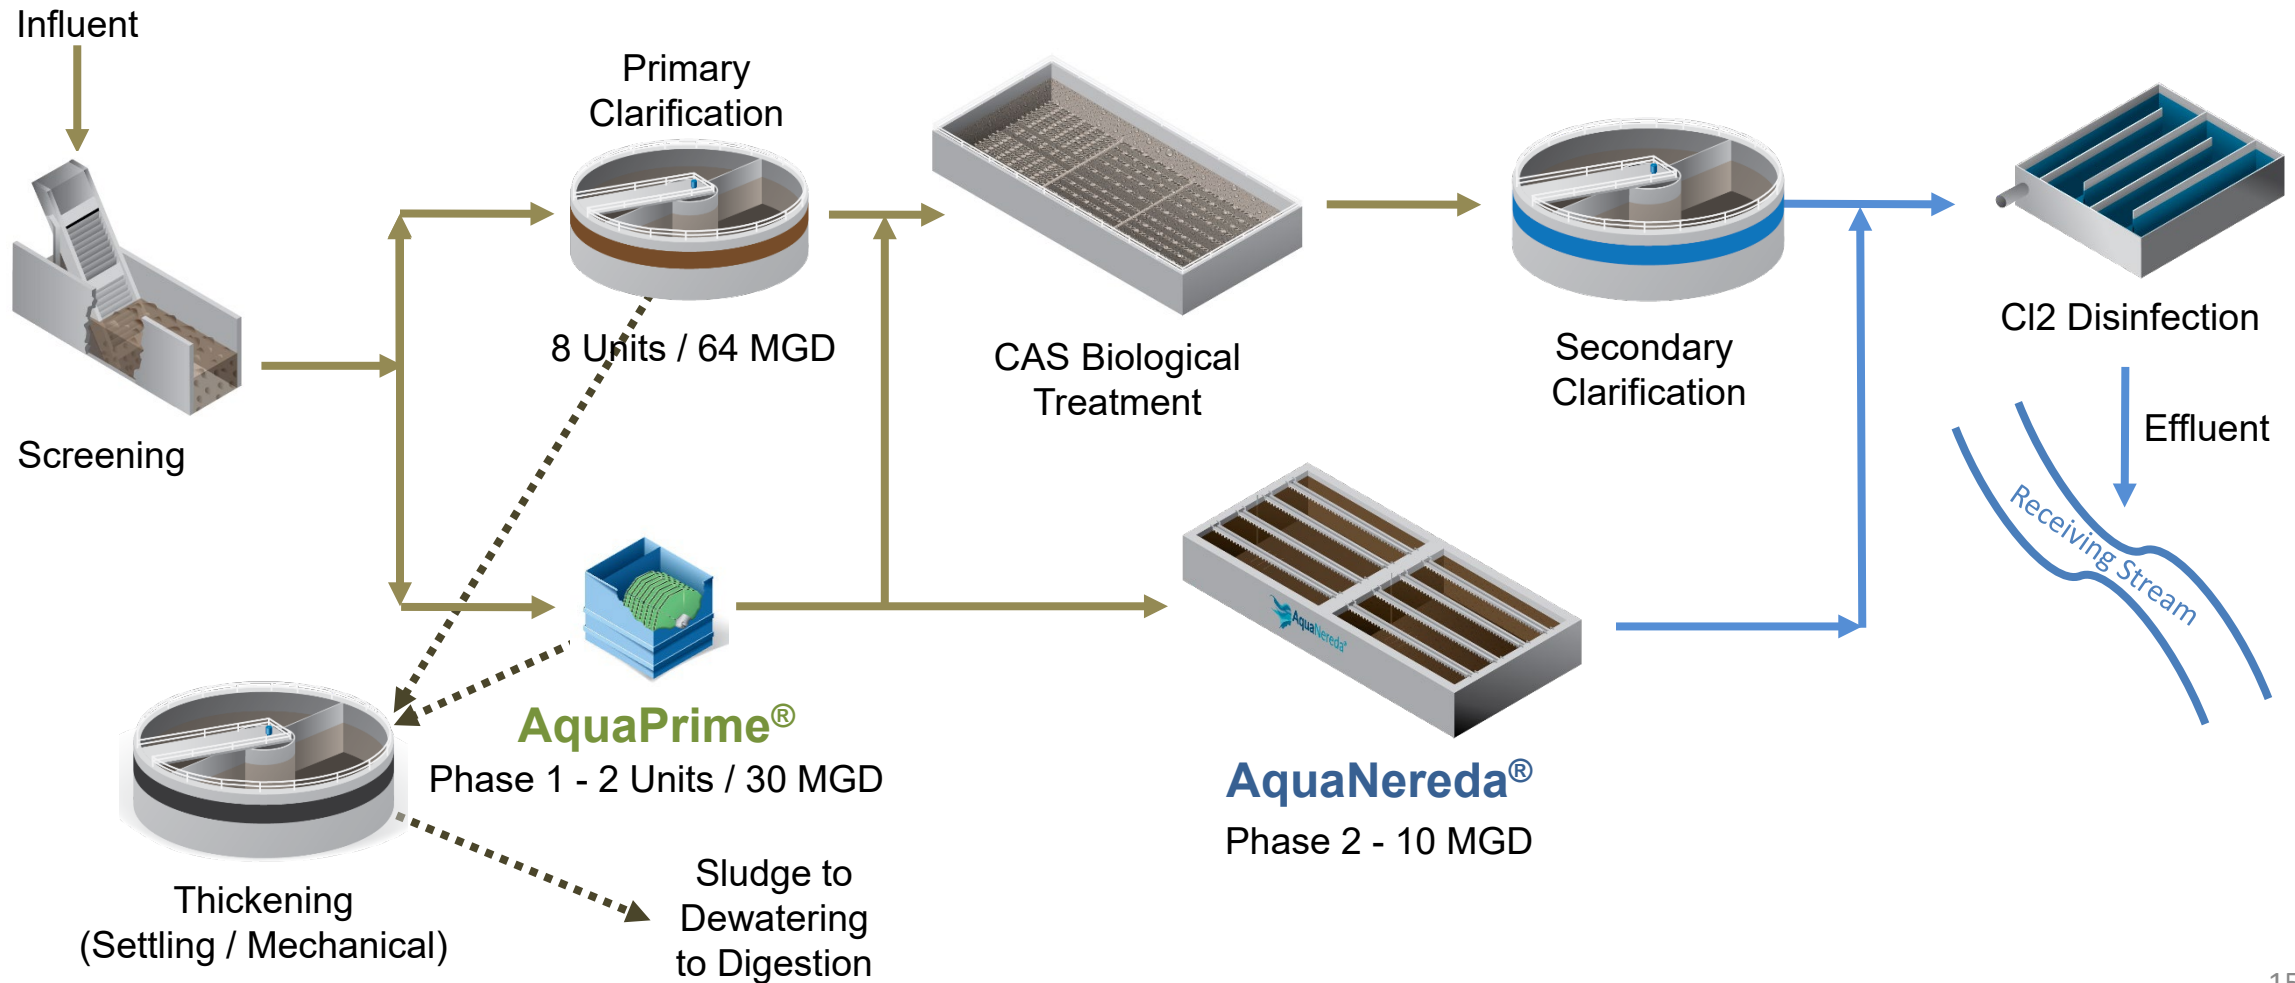 Influent
Screening
Primary
Clarification
8 Units / 64 MGD
CAS Biological
Treatment
Secondary
Clarification
Cl2 Disinfection
Effluent
Receiving Stream
AquaPrime®
Phase 1 - 2 Units / 30 MGD
AquaNereda®
AquaNereda®
Phase 2 - 10 MGD
Thickening
(Settling / Mechanical)
Sludge to
Dewatering
to Digestion